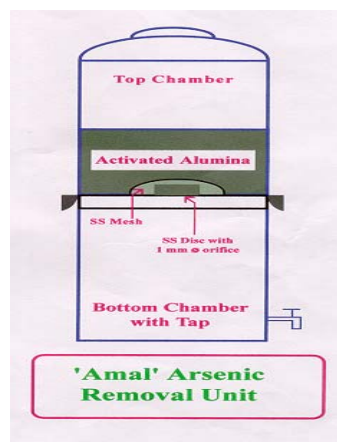 Top Chamber
Activated Alumina
SS Mesh
SS Disc with
1 mm ø orifice
Bottom Chamber
with Tap
'Amal' Arsenic
Removal Unit